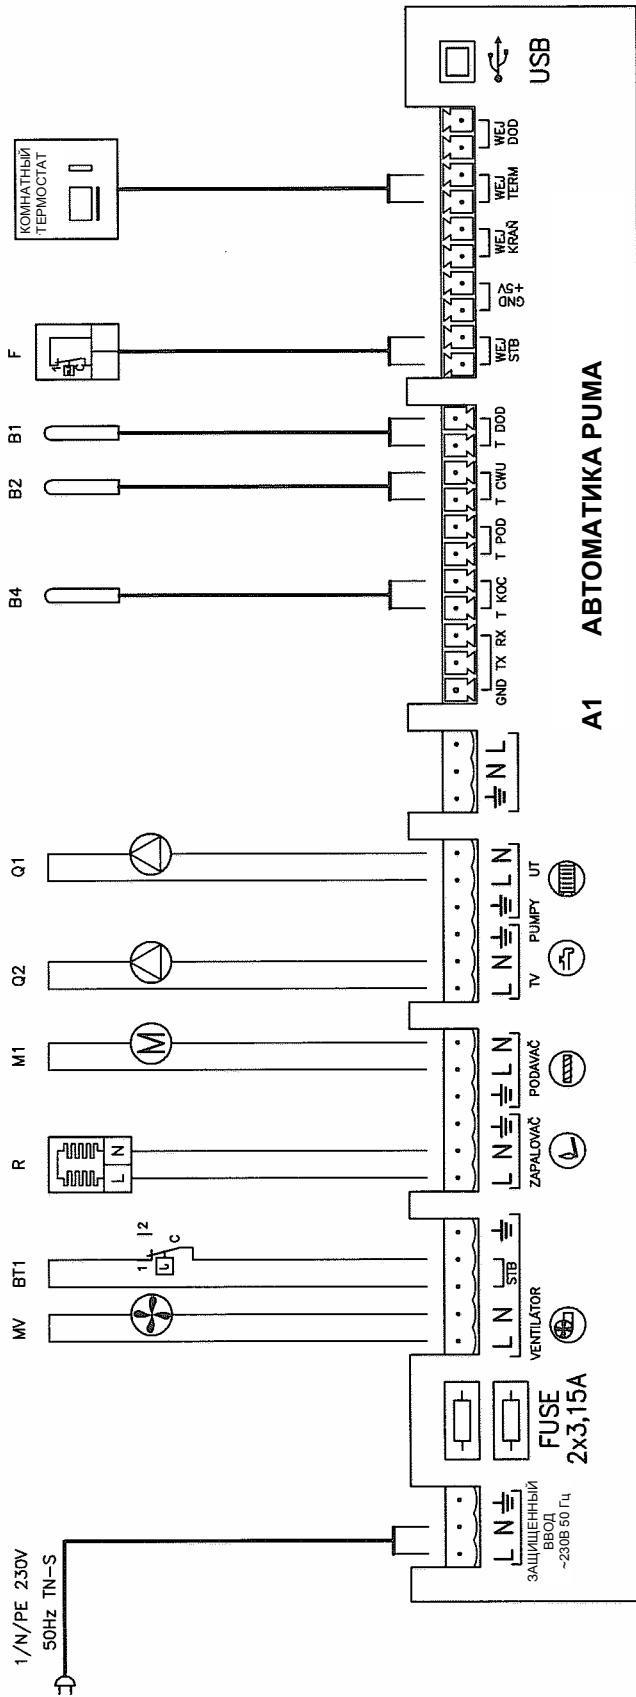 1/N/PE 230V
50Hz TN-S
MV
BT1
R
M1
Q2
Q1
B4
B2
B1
F
КОМНАТНЫЙ
ТЕРМОСТАТ
1
2
C
L N
M
L N
ЗАЩИЩЕННЫЙ
ВВОД
~230В 50 Гц
FUSE
2x3,15A
L N
STB
VENTILÁTOR
L N
L N
ZAPALOVAČ
PODAVAČ
L N
L N
TV
PUMPY
UT
N L
GND TX RX
T KOC
T POD
T CWU
T DOD
WEJ
STB
GND
+5V
WEJ
KRAŃ
WEJ
TERM
WEJ
DOD
USB
A1 АВТОМАТИКА PUMA